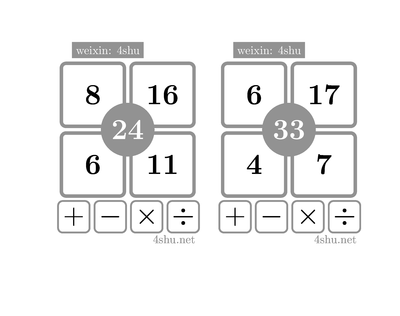 weixin: 4shu
weixin: 4shu
8 16
6 17
24
33
6 11
4 7
+ − × ÷
+ − × ÷
4shu.net
4shu.net